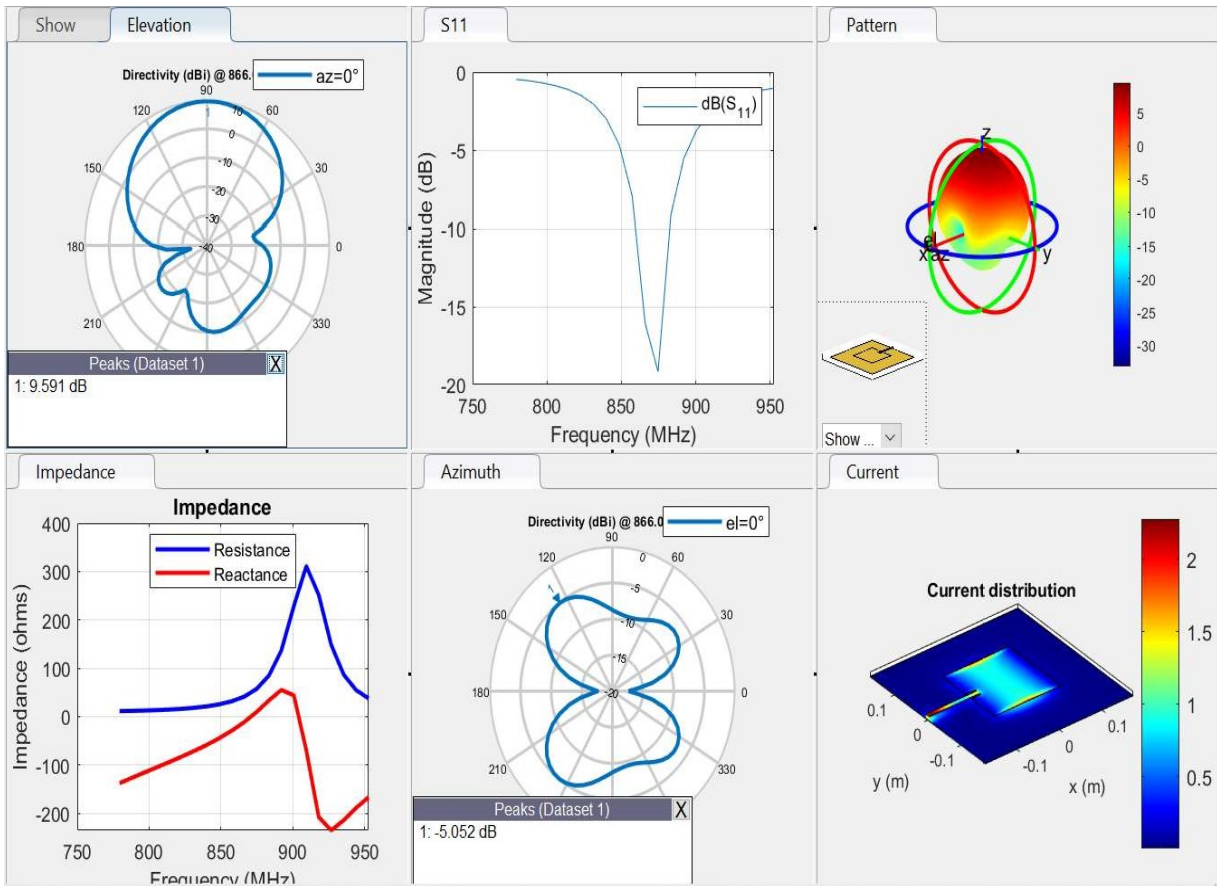 Show
Elevation
Directivity (dBi) @ 866.0
az=0°
90
120
60
150
30
180
0
210
330
1
10
0
-10
-20
-30
-40
Peaks (Dataset 1)
X
1: 9.591 dB
S11
0
-5
-10
-15
-20
Magnitude (dB)
dB(S11)
750
800
850
900
950
Frequency (MHz)
Pattern
z
el
x
az
y
5
0
-5
-10
-15
-20
-25
-30
Show ...
Impedance
Impedance
Resistance
Reactance
400
300
200
100
0
-100
-200
Impedance (ohms)
750
800
850
900
950
Frequency (MHz)
Azimuth
Directivity (dBi) @ 866.0
el=0°
90
120
60
150
30
180
0
210
330
1
0
-5
-10
-15
-20
Peaks (Dataset 1)
X
1: -5.052 dB
Current
Current distribution
2
1.5
1
0.5
0.1
0
-0.1
y (m)
0.1
0
-0.1
x (m)